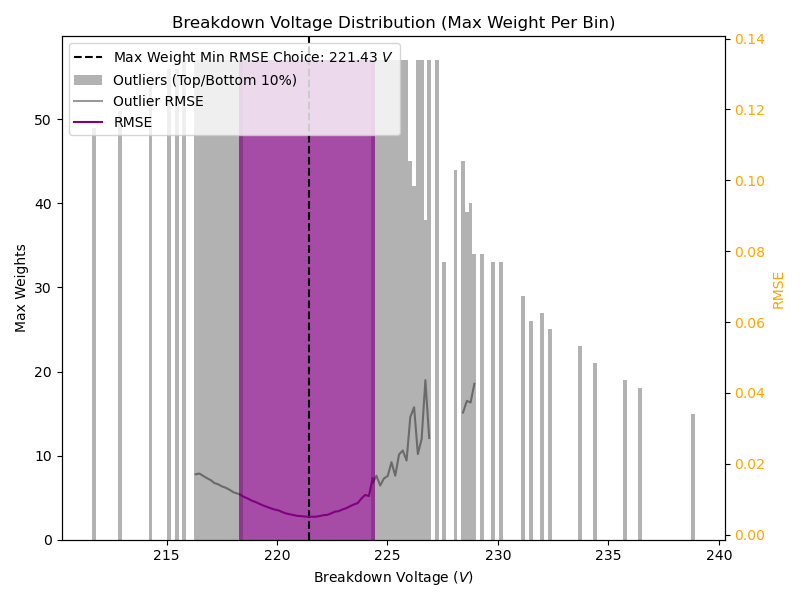 Breakdown Voltage Distribution (Max Weight Per Bin)
Max Weight Min RMSE Choice: 221.43 V
Outliers (Top/Bottom 10%)
Outlier RMSE
RMSE
Max Weights
0
10
20
30
40
50
215
220
225
230
235
240
Breakdown Voltage (V)
0.00
0.02
0.04
0.06
0.08
0.10
0.12
0.14
RMSE